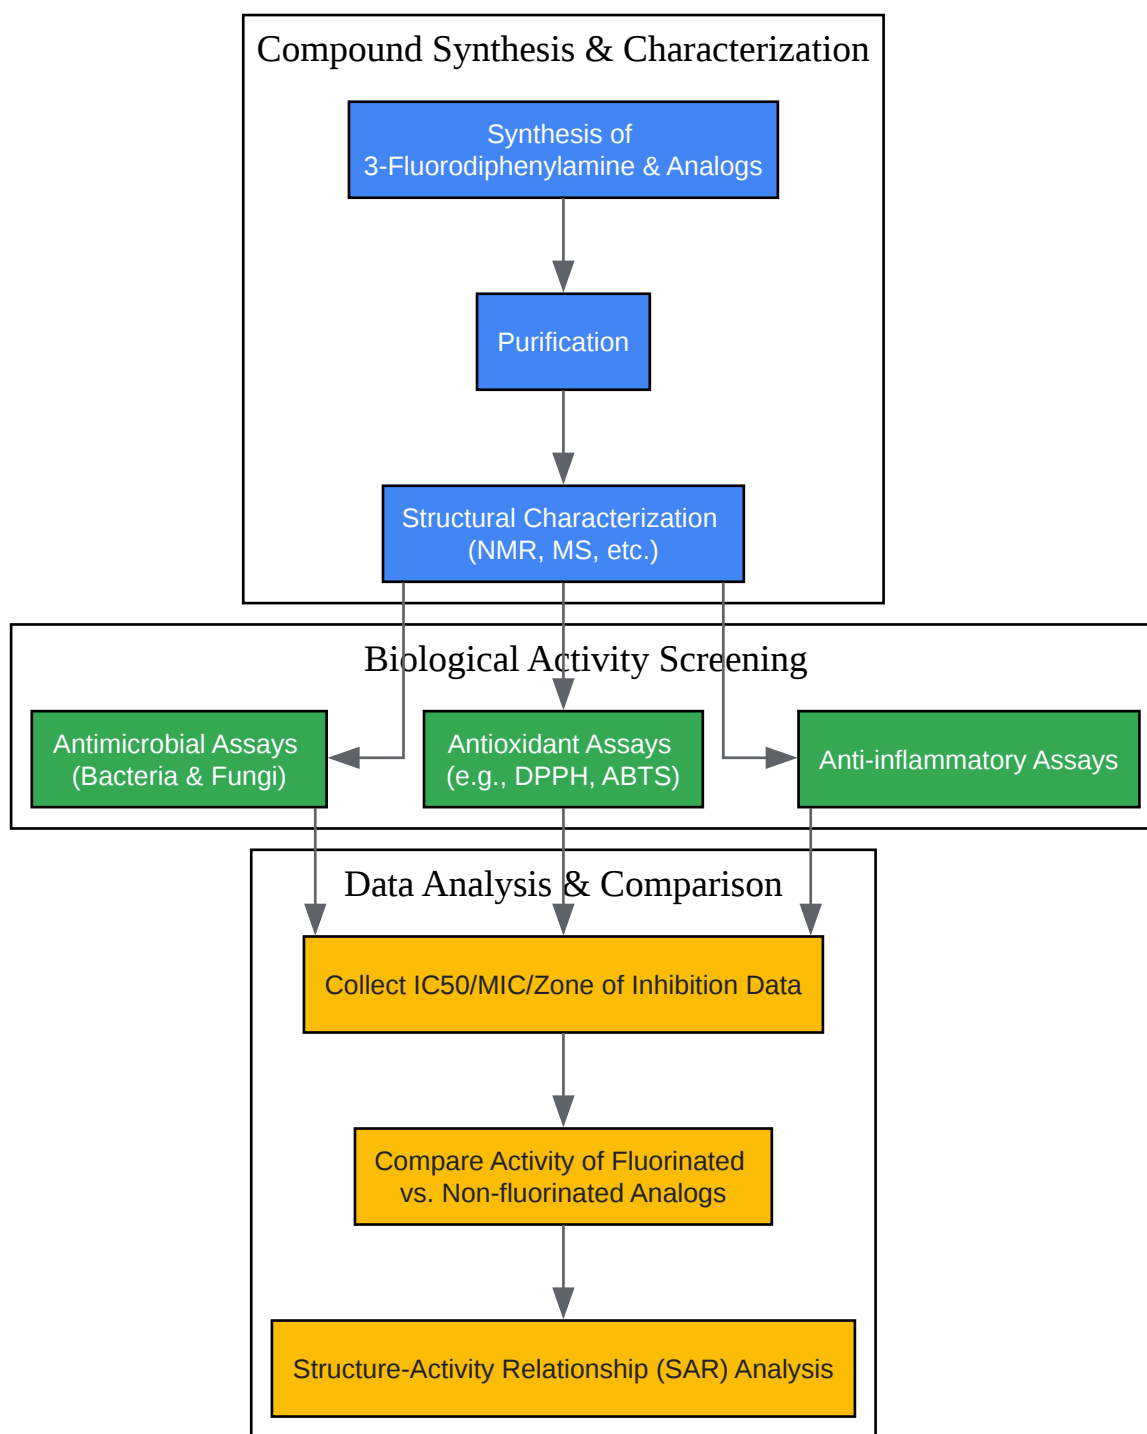 Compound Synthesis & Characterization
Synthesis of
3-Fluorodiphenylamine & Analogs
Purification
Structural Characterization
(NMR, MS, etc.)
Biological Activity Screening
Antimicrobial Assays
(Bacteria & Fungi)
Antioxidant Assays
(e.g., DPPH, ABTS)
Anti-inflammatory Assays
Data Analysis & Comparison
Collect IC50/MIC/Zone of Inhibition Data
Compare Activity of Fluorinated
vs. Non-fluorinated Analogs
Structure-Activity Relationship (SAR) Analysis